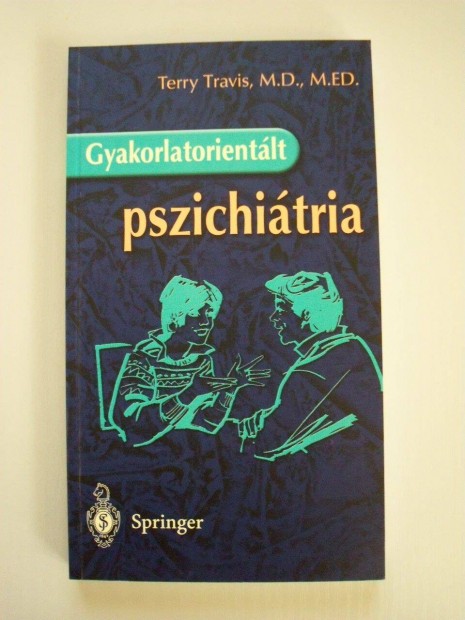 Terry Travis, M.D., M.ED.
Gyakorlatorientált
pszichiátria
Springer